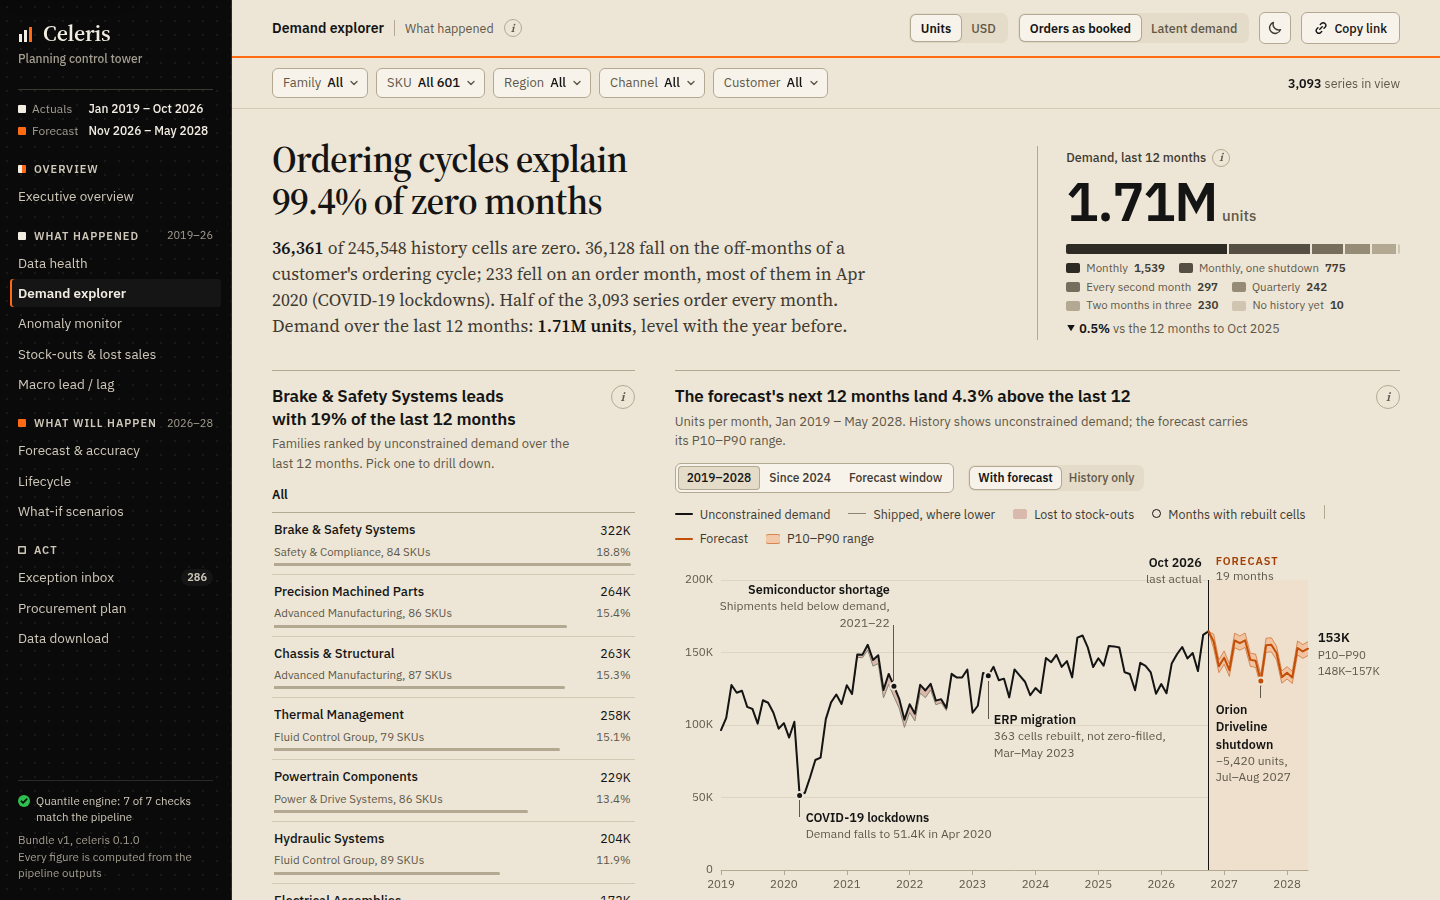 Celeris
Planning control tower
Actuals Jan 2019 – Oct 2026
Forecast Nov 2026 – May 2028
OVERVIEW
Executive overview
WHAT HAPPENED 2019–26
Data health
Demand explorer
Anomaly monitor
Stock-outs & lost sales
Macro lead / lag
WHAT WILL HAPPEN 2026–28
Forecast & accuracy
Lifecycle
What-if scenarios
ACT
Exception inbox 286
Procurement plan
Data download
Quantile engine: 7 of 7 checks
match the pipeline
Bundle v1, celeris 0.1.0
Every figure is computed from the
pipeline outputs
Demand explorer What happened i
Units USD Orders as booked Latent demand Copy link
Family All SKU All 601 Region All Channel All Customer All 3,093 series in view
Ordering cycles explain
99.4% of zero months
36,361 of 245,548 history cells are zero. 36,128 fall on the off-months of a
customer's ordering cycle; 233 fell on an order month, most of them in Apr
2020 (COVID-19 lockdowns). Half of the 3,093 series order every month.
Demand over the last 12 months: 1.71M units, level with the year before.
Demand, last 12 months i
1.71M units
Monthly 1,539 Monthly, one shutdown 775
Every second month 297 Quarterly 242
Two months in three 230 No history yet 10
▼ 0.5% vs the 12 months to Oct 2025
Brake & Safety Systems leads
with 19% of the last 12 months
i
Families ranked by unconstrained demand over the
last 12 months. Pick one to drill down.
All
Brake & Safety Systems 322K
Safety & Compliance, 84 SKUs 18.8%
Precision Machined Parts 264K
Advanced Manufacturing, 86 SKUs 15.4%
Chassis & Structural 263K
Advanced Manufacturing, 87 SKUs 15.3%
Thermal Management 258K
Fluid Control Group, 79 SKUs 15.1%
Powertrain Components 229K
Power & Drive Systems, 86 SKUs 13.4%
Hydraulic Systems 204K
Fluid Control Group, 89 SKUs 11.9%
Electrical Assemblies 173K
The forecast's next 12 months land 4.3% above the last 12 i
Units per month, Jan 2019 – May 2028. History shows unconstrained demand; the forecast carries
its P10–P90 range.
2019–2028 Since 2024 Forecast window With forecast History only
Unconstrained demand Shipped, where lower Lost to stock-outs Months with rebuilt cells
Forecast P10–P90 range
Oct 2026
last actual
FORECAST
19 months
200K
150K
100K
50K
0
Semiconductor shortage
Shipments held below demand,
2021–22
ERP migration
363 cells rebuilt, not zero-filled,
Mar–May 2023
COVID-19 lockdowns
Demand falls to 51.4K in Apr 2020
153K
P10–P90
148K–157K
Orion
Driveline
shutdown
−5,420 units,
Jul–Aug 2027
2019 2020 2021 2022 2023 2024 2025 2026 2027 2028